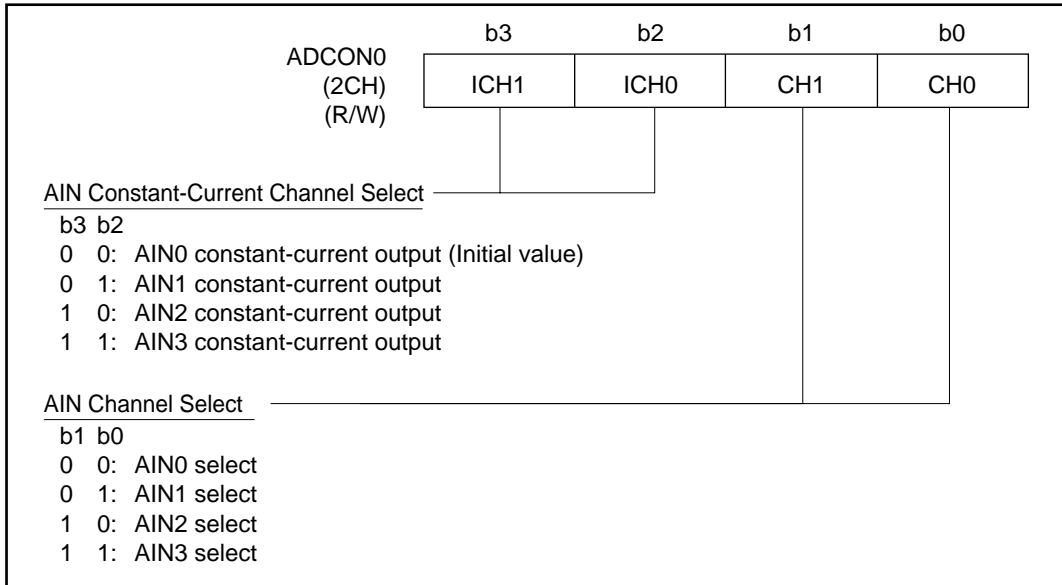 b3 b2 b1 b0
ADCON0
(2CH)
(R/W)
ICH1 ICH0 CH1 CH0
AIN Constant-Current Channel Select
b3 b2
0 0: AIN0 constant-current output (Initial value)
0 1: AIN1 constant-current output
1 0: AIN2 constant-current output
1 1: AIN3 constant-current output
AIN Channel Select
b1 b0
0 0: AIN0 select
0 1: AIN1 select
1 0: AIN2 select
1 1: AIN3 select